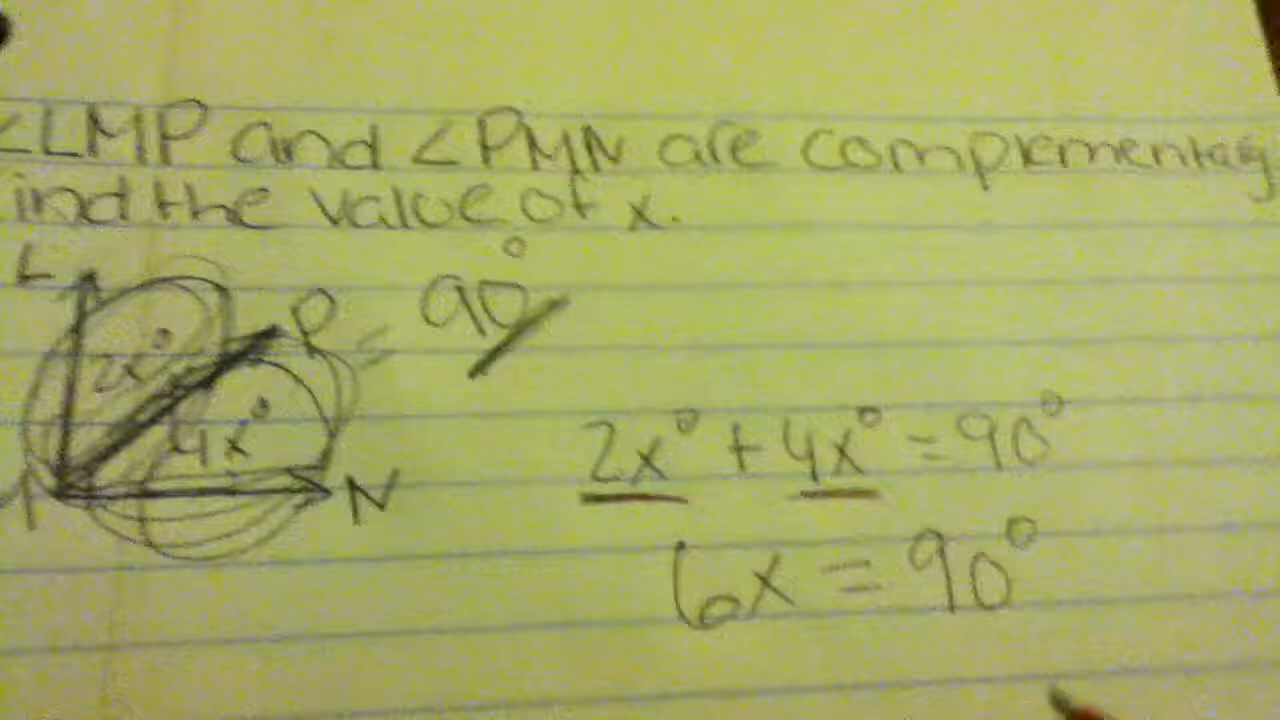 ∠LMP and ∠PMN are complementary
ind the value of x.
L
P = 90°
2x°
4x°
N
2x° + 4x° = 90°
6x = 90°